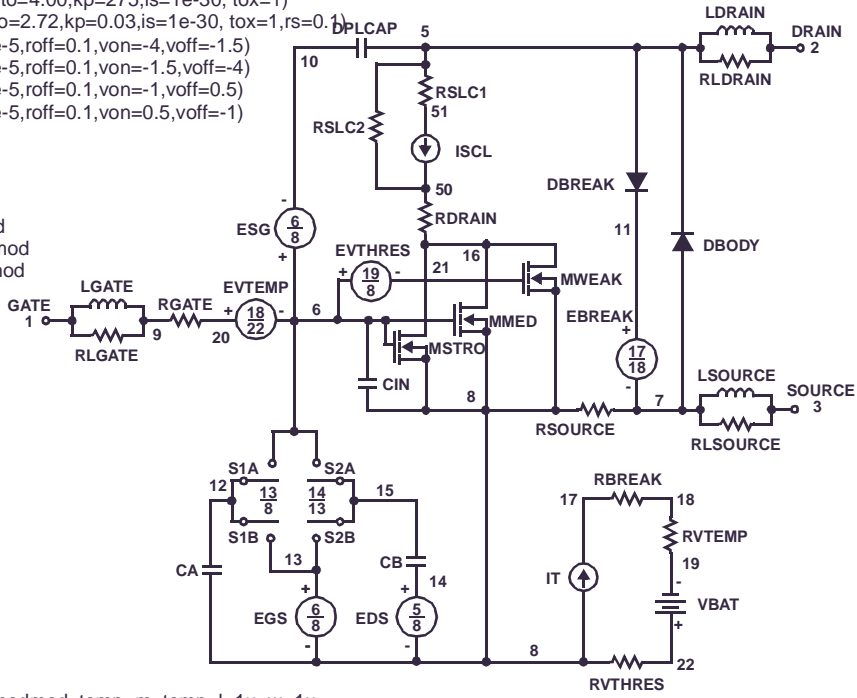 to=4.00,kp=275,is=1e-30, tox=1)
o=2.72,kp=0.03,is=1e-30, tox=1,rs=0.1)
e-5,roff=0.1,von=-4,voff=-1.5)
e-5,roff=0.1,von=-1.5,voff=-4)
e-5,roff=0.1,von=-1,voff=0.5)
e-5,roff=0.1,von=0.5,voff=-1)
d
mod
mod
DPLCAP
5
10
LDRAIN
DRAIN
2
RLDRAIN
RSLC1
51
RSLC2
ISCL
50
RDRAIN
DBREAK
11
DBODY
-
ESG
6
8
+
EVTHRES
+
19
8
-
21
16
MWEAK
LGATE
GATE
1
RLGATE
9
RGATE
20
EVTEMP
+
18
22
-
6
MMED
MSTRO
EBREAK
+
17
18
-
CIN
8
RSOURCE
7
LSOURCE
SOURCE
3
RLSOURCE
S1A
S2A
12
13
8
14
13
15
S1B
S2B
13
CA
CB
14
+
EGS
6
8
-
+
EDS
5
8
-
RBREAK
17
18
RVTEMP
19
IT
-
VBAT
+
8
22
RVTHRES